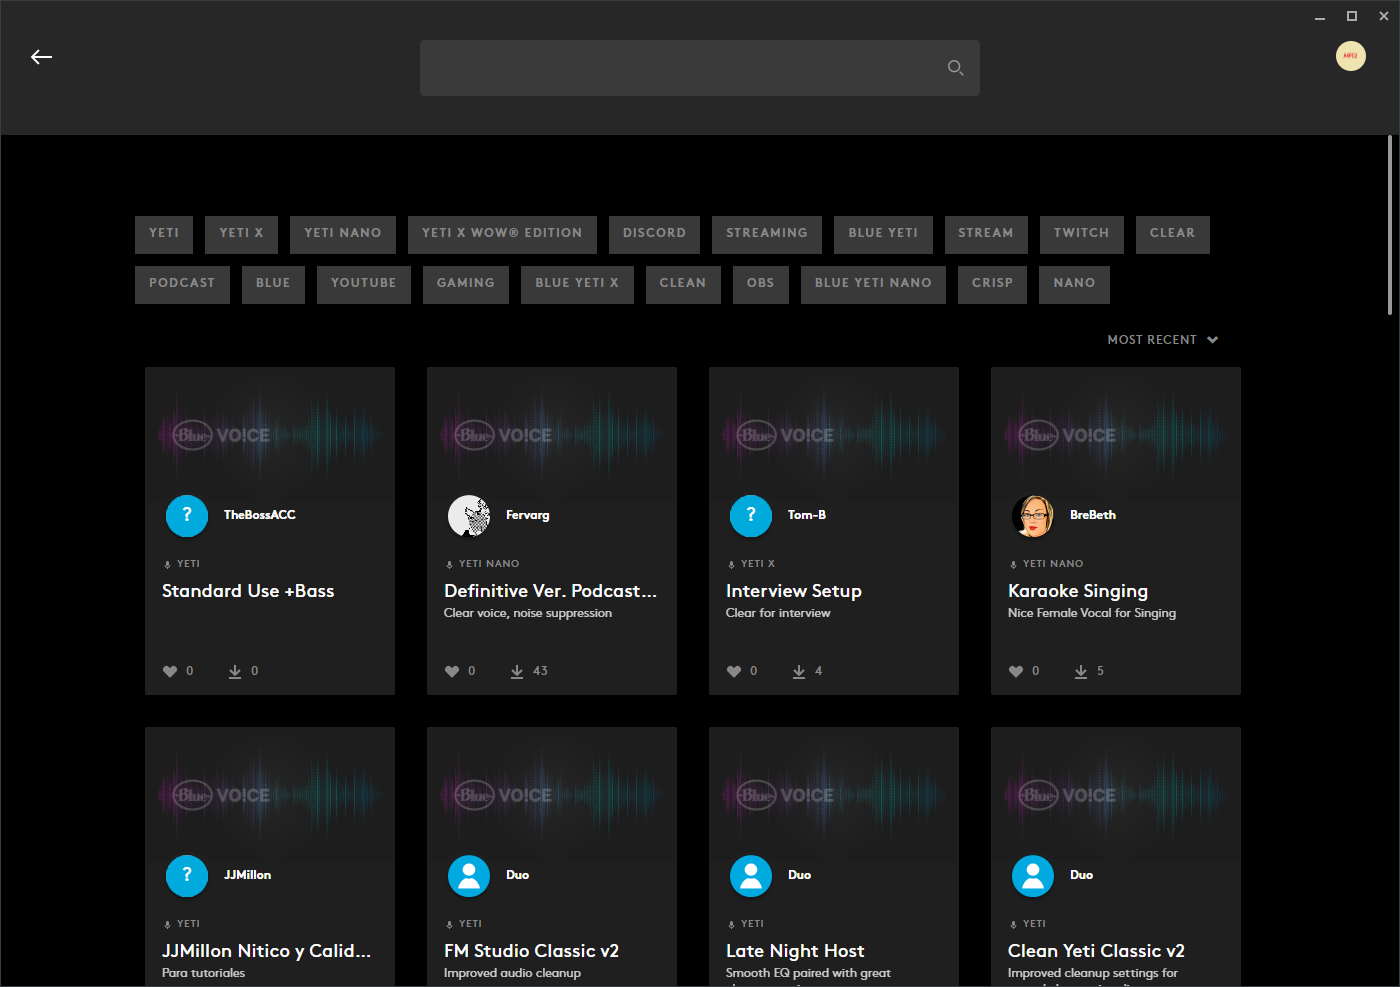 YETI YETI X YETI NANO YETI X WOW® EDITION DISCORD STREAMING BLUE YETI STREAM TWITCH CLEAR
PODCAST BLUE YOUTUBE GAMING BLUE YETI X CLEAN OBS BLUE YETI NANO CRISP NANO
MOST RECENT
Blue VO!CE Blue VO!CE Blue VO!CE Blue VO!CE
? TheBossACC Fervarg ? Tom-B BreBeth
YETI YETI NANO YETI X YETI NANO
Standard Use +Bass Definitive Ver. Podcast... Interview Setup Karaoke Singing
Clear voice, noise suppression Clear for interview Nice Female Vocal for Singing
0 0 0 43 0 4 0 5
Blue VO!CE Blue VO!CE Blue VO!CE Blue VO!CE
? JJMillon Duo Duo Duo
YETI YETI YETI YETI
JJMillon Nitico y Calid... FM Studio Classic v2 Late Night Host Clean Yeti Classic v2
Para tutoriales Improved audio cleanup Smooth EQ paired with great Improved cleanup settings for